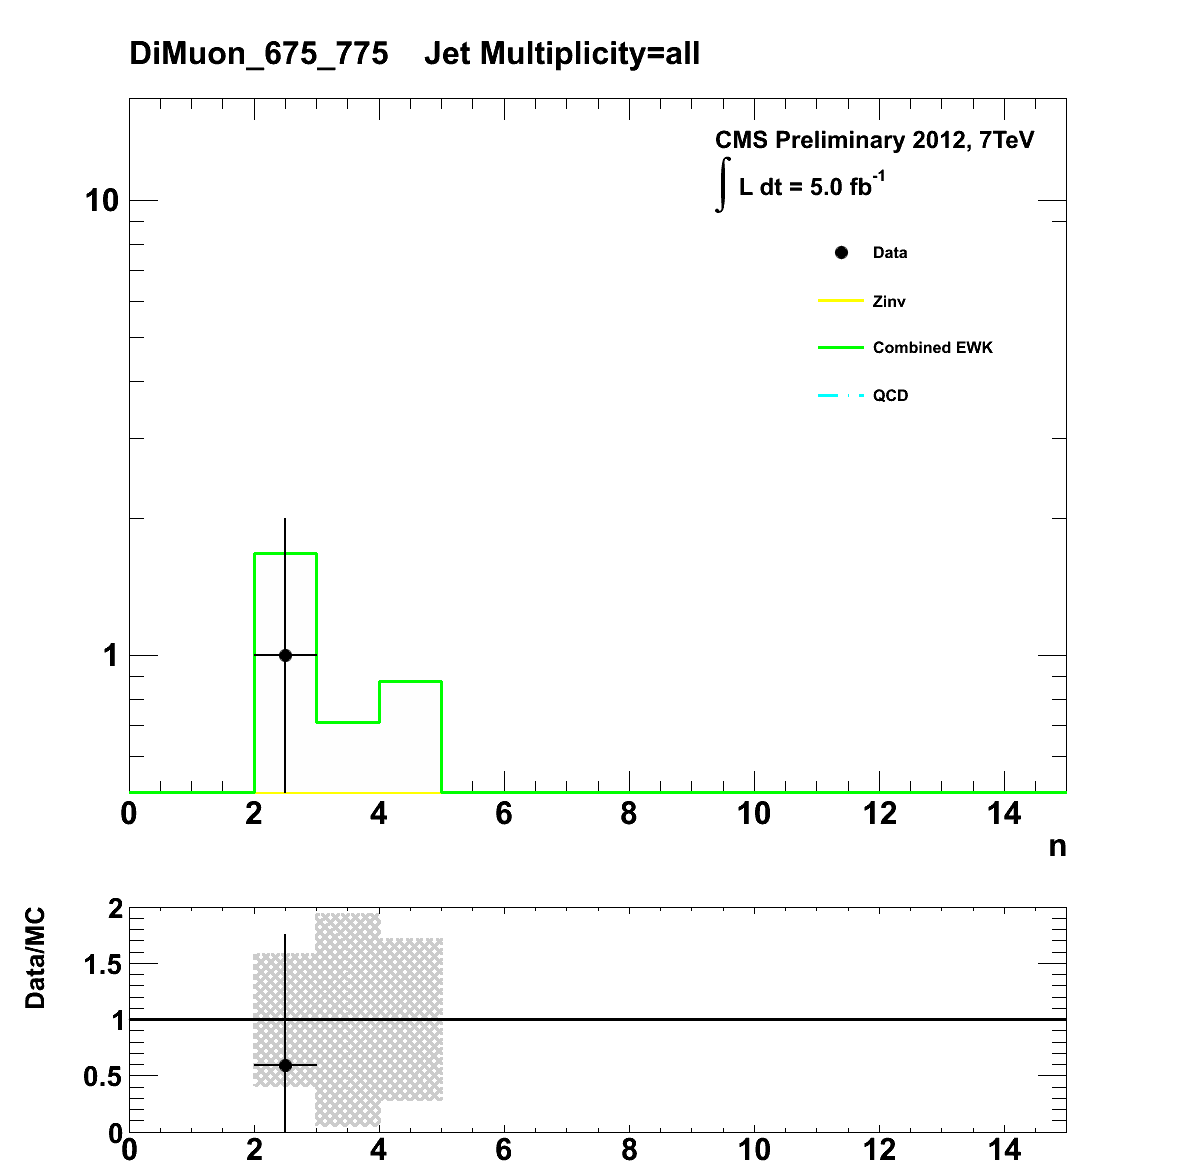 DiMuon_675_775 Jet Multiplicity=all
CMS Preliminary 2012, 7TeV
∫ L dt = 5.0 fb⁻¹
Data
Zinv
Combined EWK
QCD
10
1
0 2 4 6 8 10 12 14
n
Data/MC
2
1.5
1
0.5
0
0 2 4 6 8 10 12 14